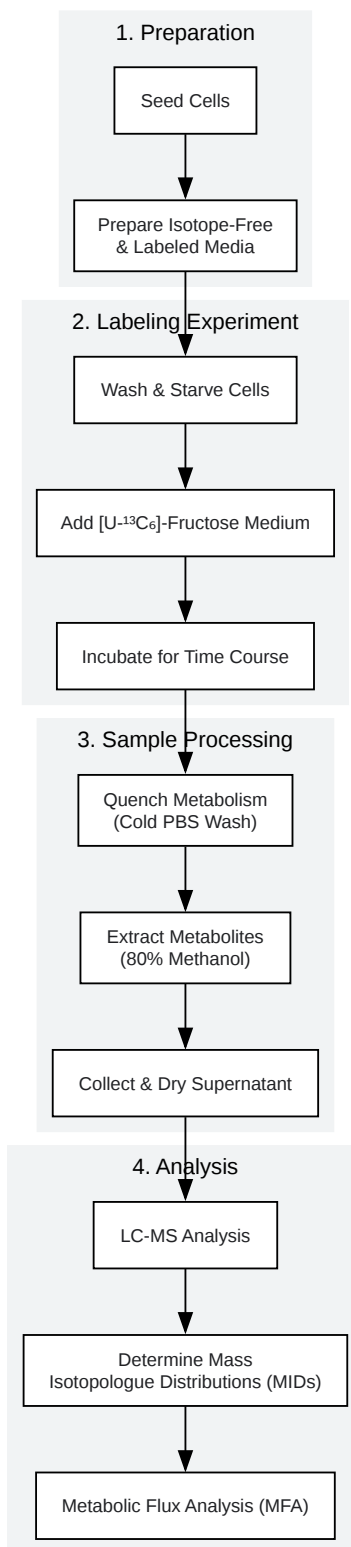 1. Preparation
Seed Cells
Prepare Isotope-Free
& Labeled Media
2. Labeling Experiment
Wash & Starve Cells
Add [U-¹³C₆]-Fructose Medium
Incubate for Time Course
3. Sample Processing
Quench Metabolism
(Cold PBS Wash)
Extract Metabolites
(80% Methanol)
Collect & Dry Supernatant
4. Analysis
LC-MS Analysis
Determine Mass
Isotopologue Distributions (MIDs)
Metabolic Flux Analysis (MFA)